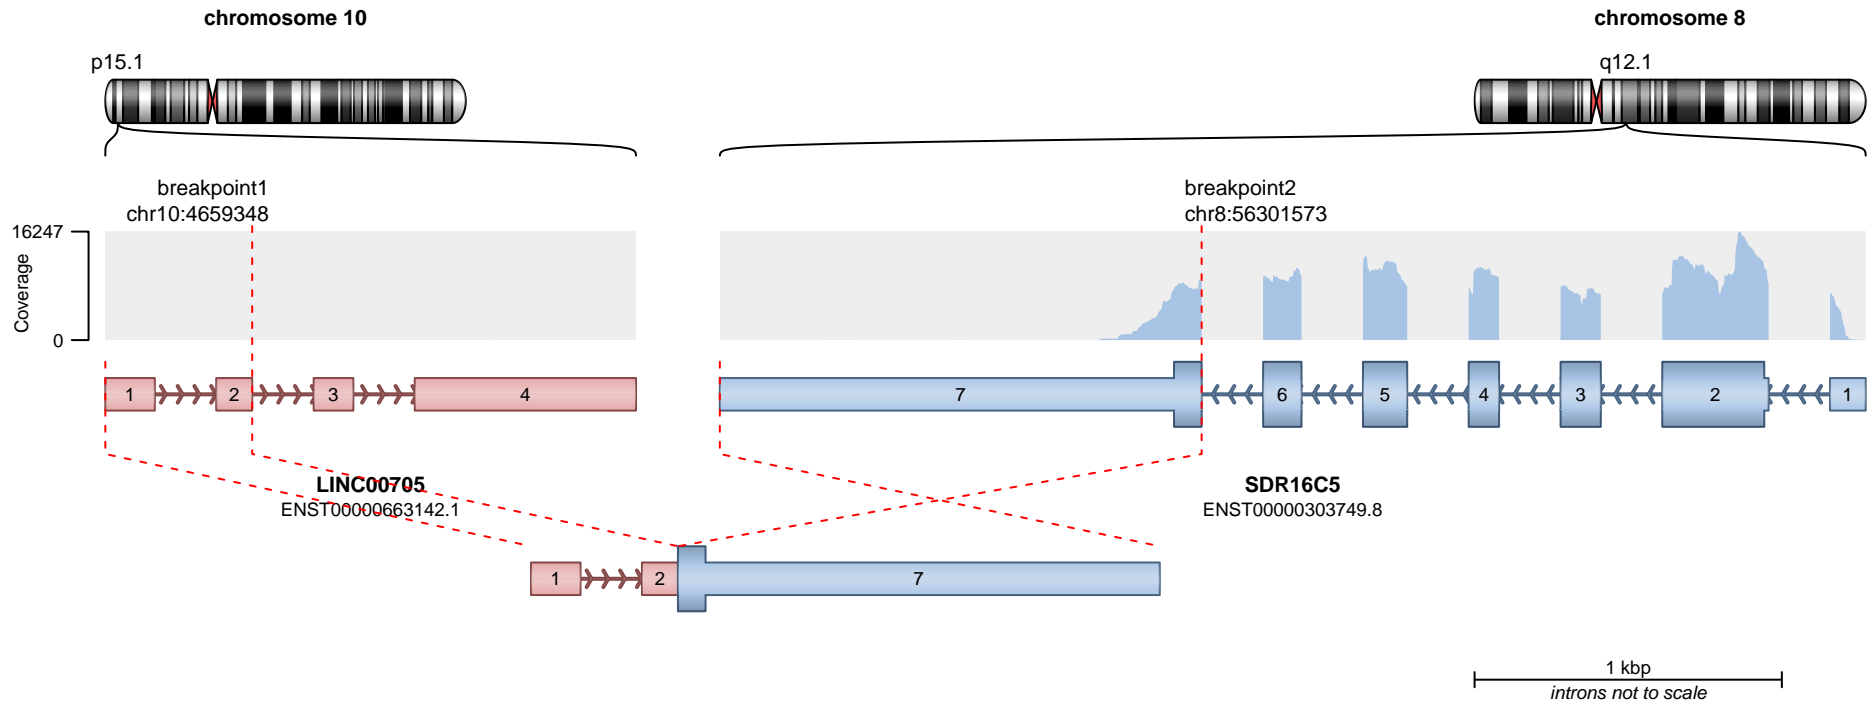 chromosome 10
chromosome 8
p15.1
q12.1
breakpoint1
chr10:4659348
breakpoint2
chr8:56301573
16247
Coverage
0
1 2 3 4
7 6 5 4 3 2 1
LINC00705
ENST00000663142.1
SDR16C5
ENST00000303749.8
1 2 7
1 kbp
introns not to scale